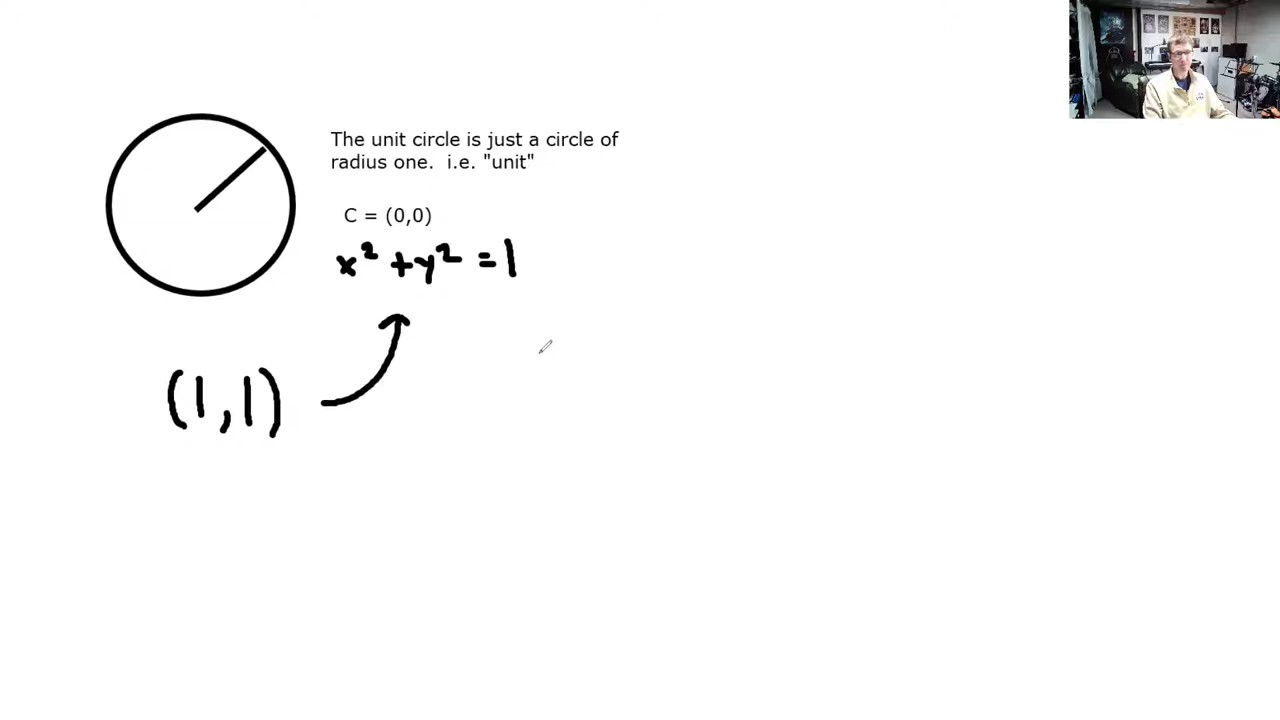 The unit circle is just a circle of
radius one.  i.e. "unit"
C = (0,0)
x² + y² = 1
(1,1)